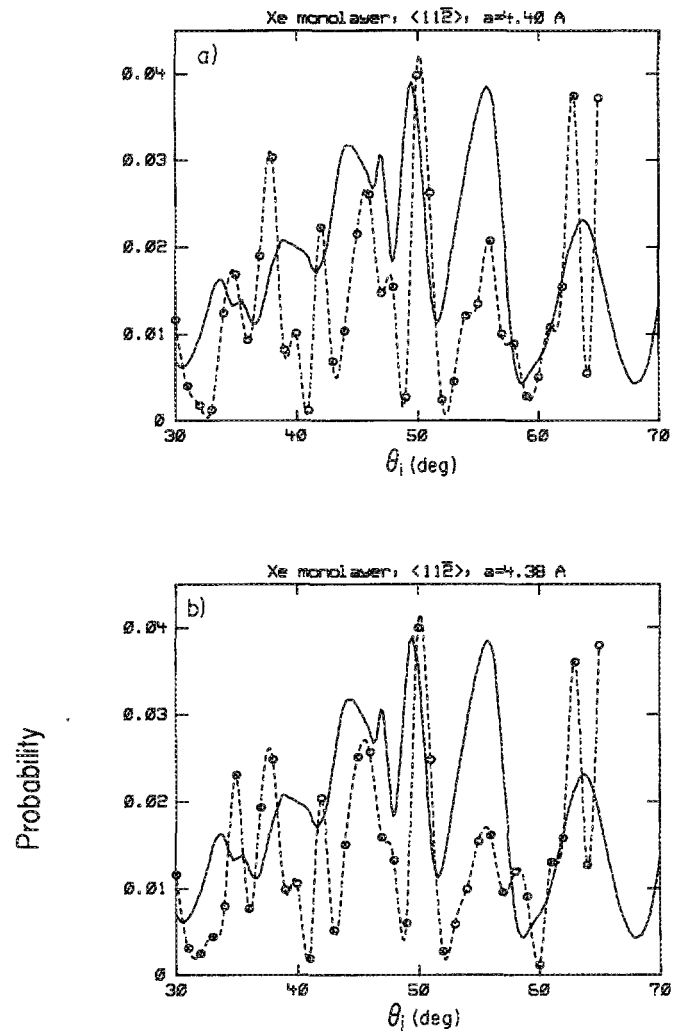 Xe monolayer, <112̅>, a=4.40 A
a)
0.04
0.03
0.02
0.01
0
30 40 50 60 70
θi (deg)
Xe monolayer, <112̅>, a=4.38 A
b)
0.04
0.03
0.02
0.01
0
30 40 50 60 70
θi (deg)
Probability